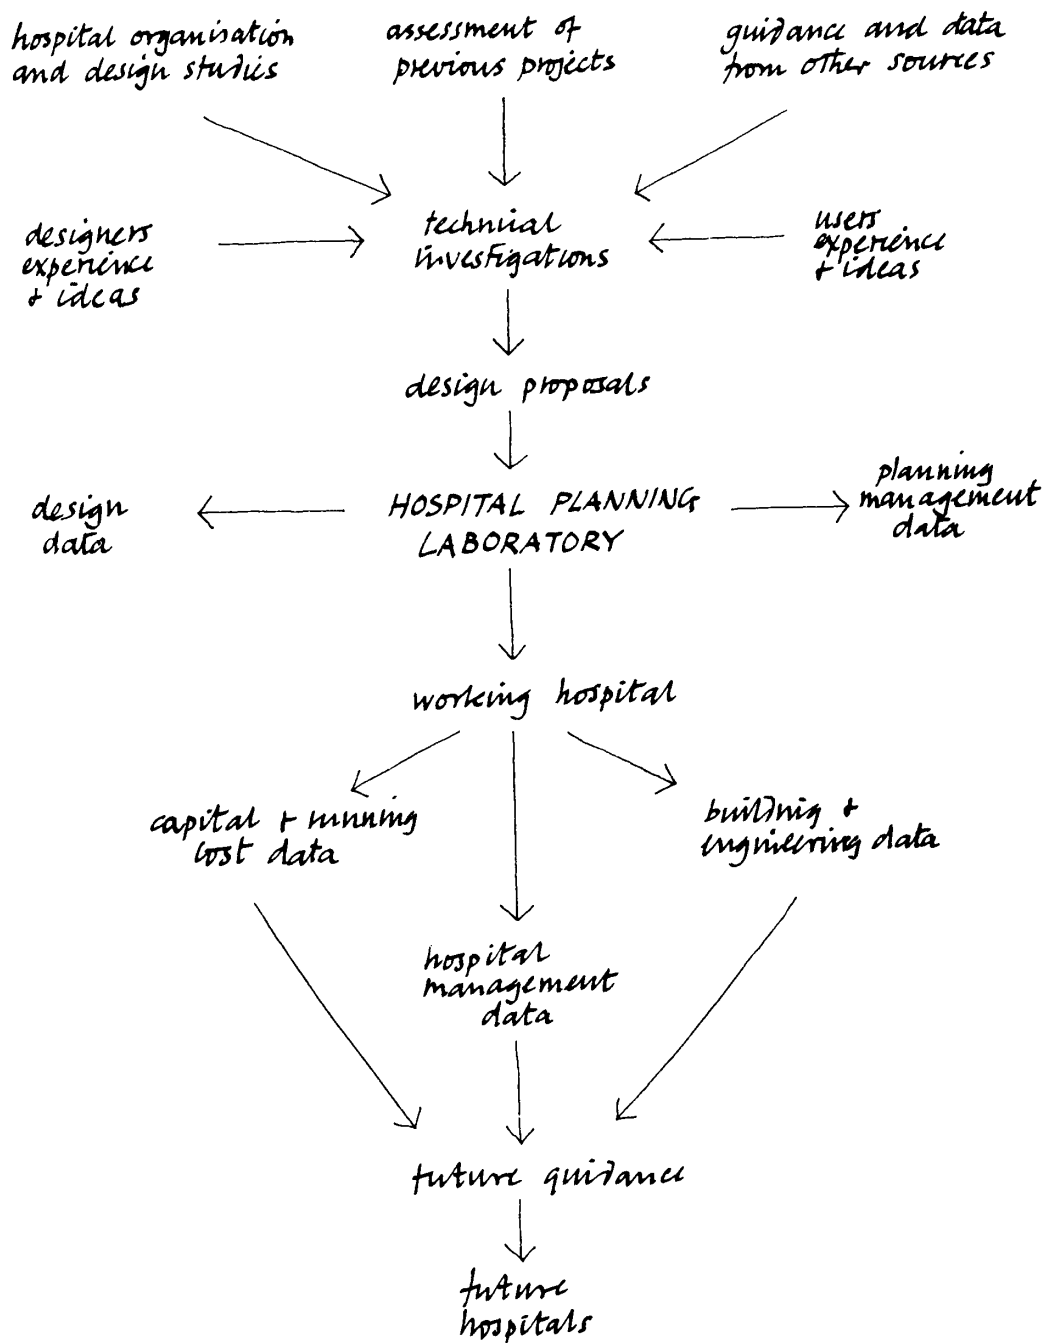 hospital organisation
and design studies
assessment of
previous projects
guidance and data
from other sources
designers
experience
+ ideas
technical
investigations
users
experience
+ ideas
design proposals
design
data
HOSPITAL PLANNING
LABORATORY
planning
management
data
working hospital
capital + running
cost data
building +
engineering data
hospital
management
data
future guidance
future
hospitals